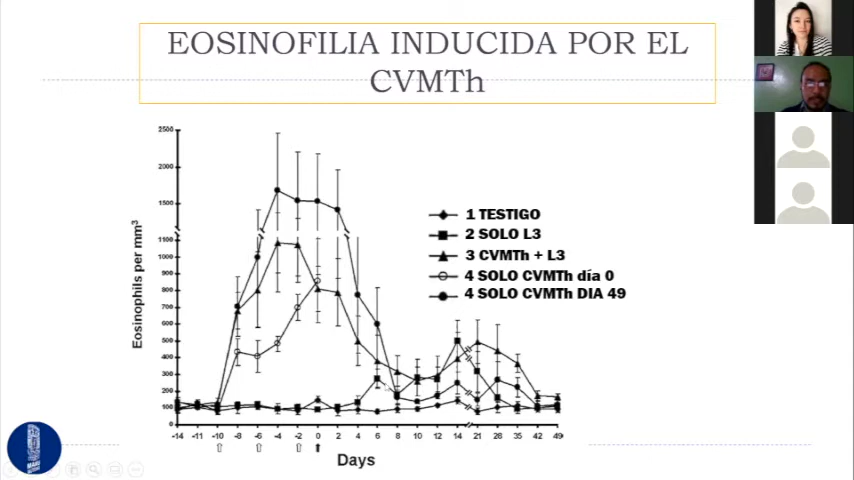 EOSINOFILIA INDUCIDA POR EL
CVMTh
Eosinophils per mm³
2500
2000
1500
1100
1000
900
800
700
600
500
400
300
200
100
0
1 TESTIGO
2 SOLO L3
3 CVMTh + L3
4 SOLO CVMTh día 0
4 SOLO CVMTh DIA 49
-14 -11 -10 -8 -6 -4 -2 0 2 4 6 8 10 12 14 21 28 35 42 49
Days